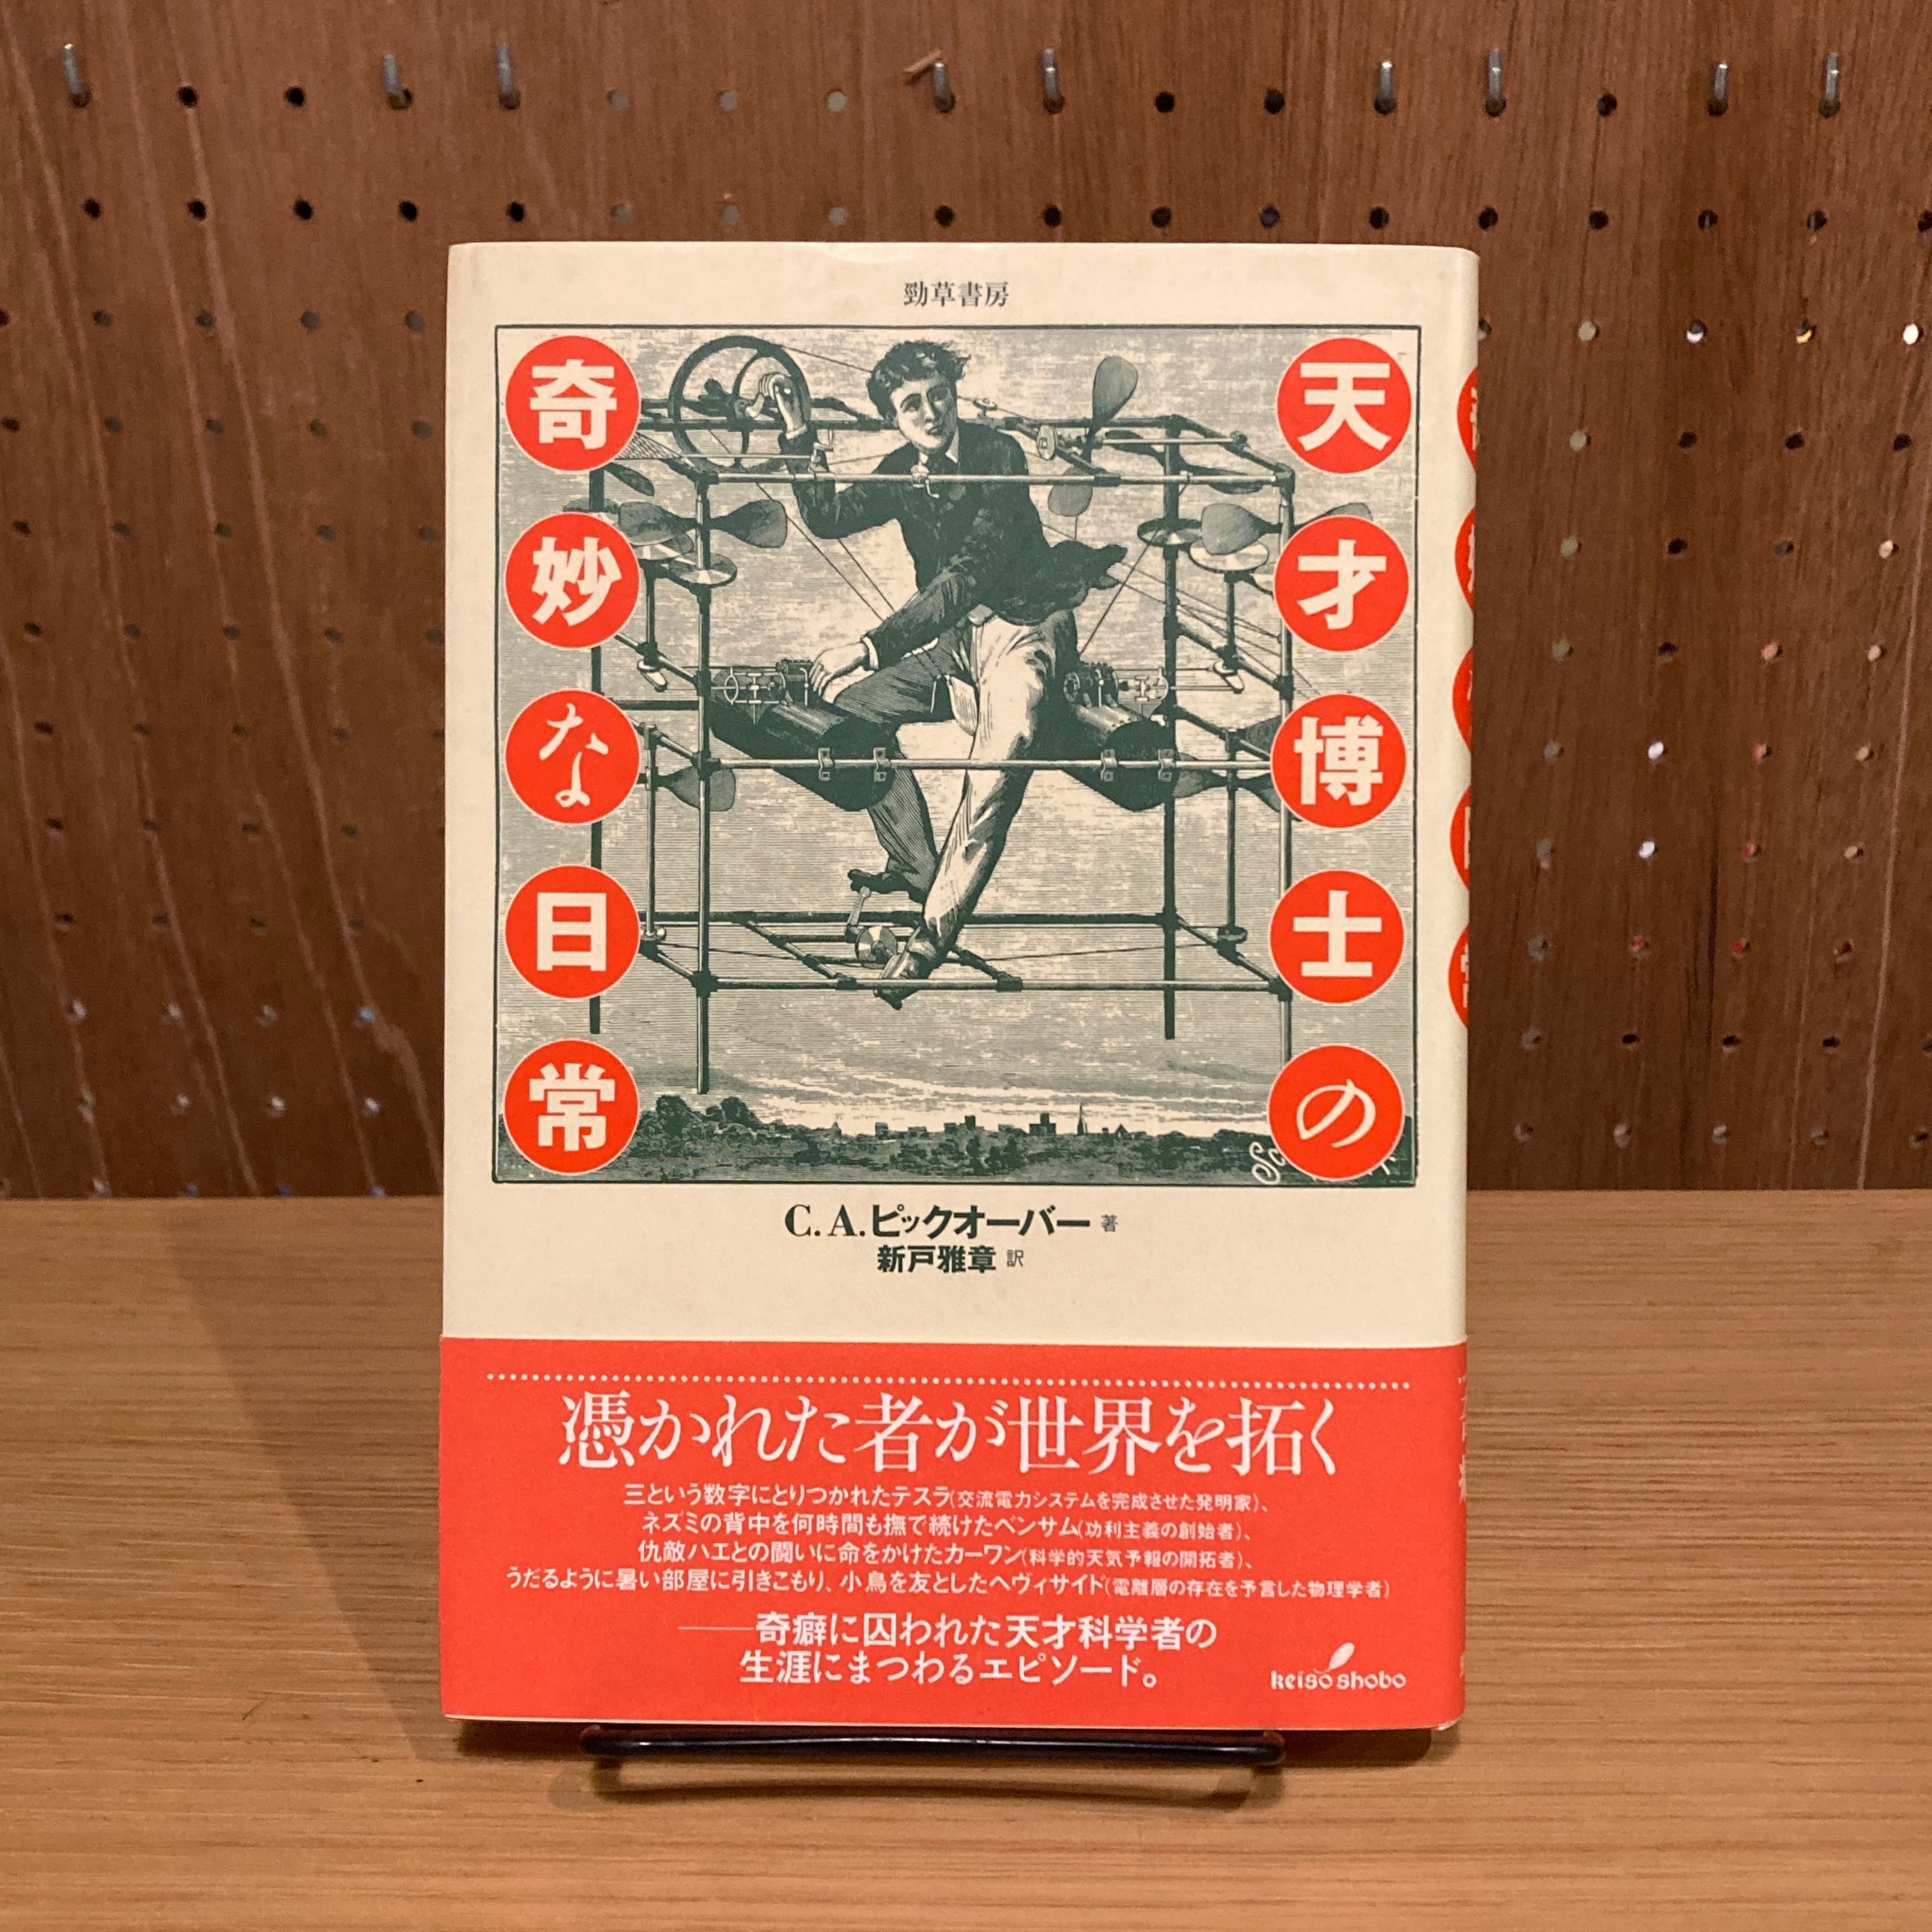 勁草書房
天才博士の
奇妙な日常
C.A.ピックオーバー 著
新戸雅章 訳
憑かれた者が世界を拓く
三という数字にとりつかれたテスラ(交流電力システムを完成させた発明家)、
ネズミの背中を何時間も撫で続けたベンサム(功利主義の創始者)、
仇敵ハエとの闘いに命をかけたカーワン(科学的天気予報の開拓者)、
うだるように暑い部屋に引きこもり、小鳥を友としたヘヴィサイド(電離層の存在を予言した物理学者)
——奇癖に囚われた天才科学者の
生涯にまつわるエピソード。
keiso shobo